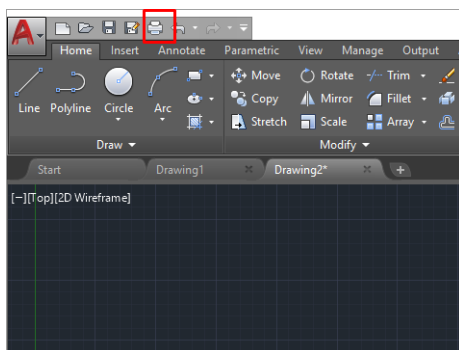 A
Home Insert Annotate Parametric View Manage Output
Move Rotate Trim
Copy Mirror Fillet
Line Polyline Circle Arc
Stretch Scale Array
Draw Modify
Start Drawing1 Drawing2*
[−][Top][2D Wireframe]